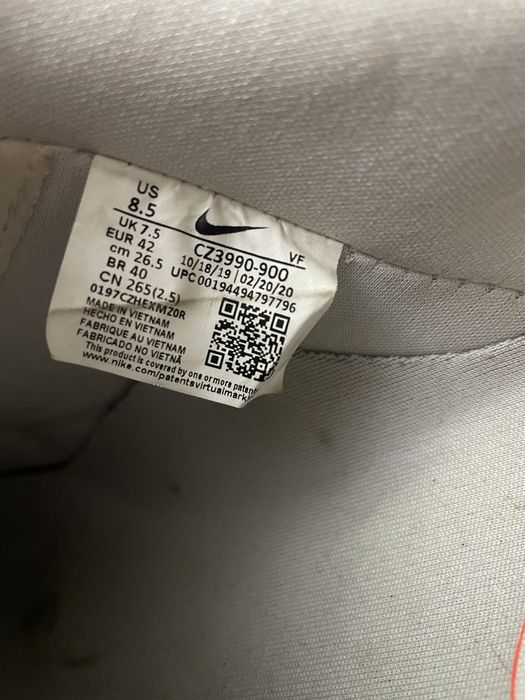 US
8.5
UK 7.5
EUR 42
cm 26.5
BR 40
CN 265(2.5)
0197CZHEXMZ0R
MADE IN VIETNAM
HECHO EN VIETNAM
FABRIQUE AU VIETNAM
FABRICADO NO VIETNÃ
This product is covered by one or more patent
www.nike.com/patentsvirtualmark
VF
CZ3990-900
10/18/19 | 02/20/20
UPC 00194494797796